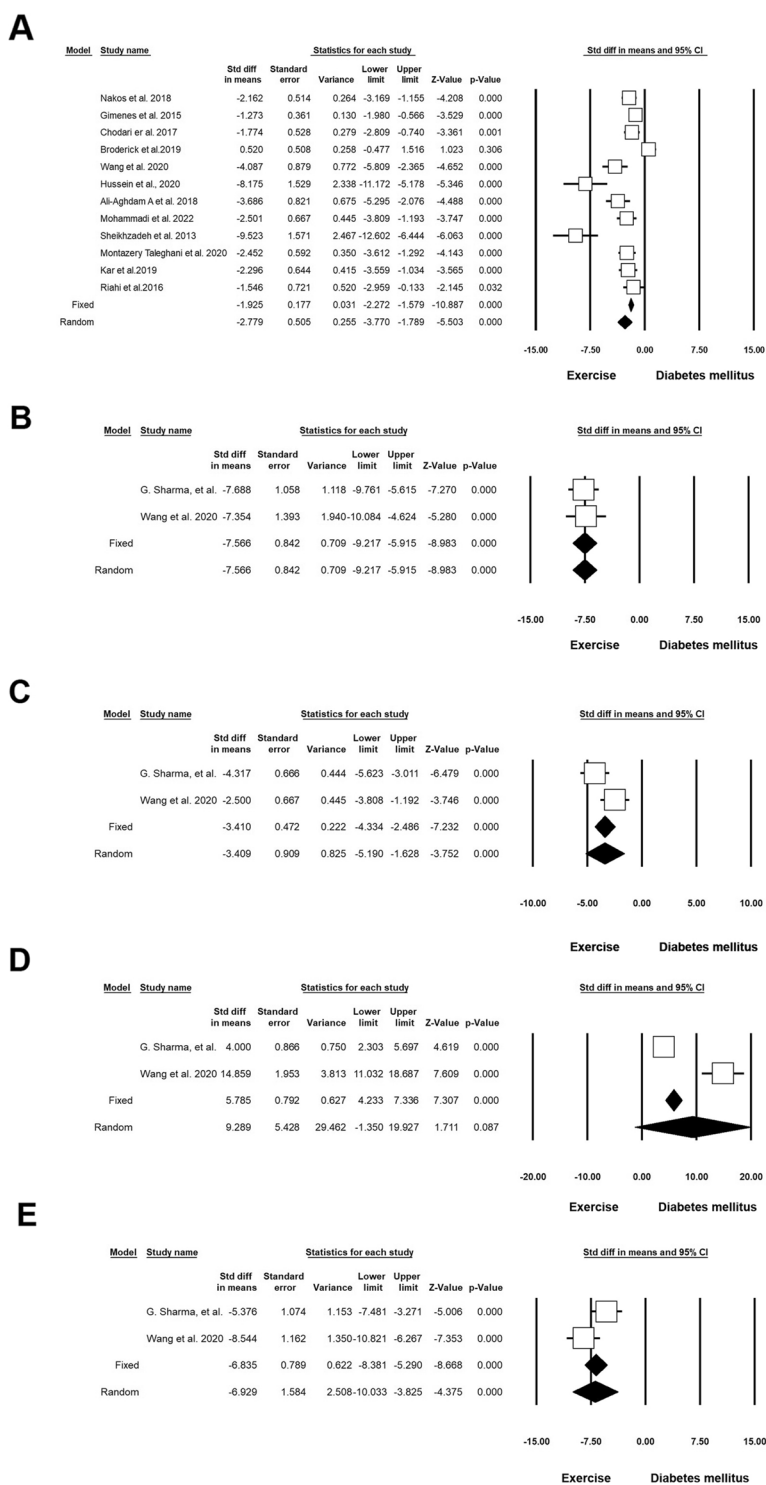 A
Model Study name Statistics for each study Std diff in means and 95% CI
Std diff Standard Lower Upper
in means error Variance limit limit Z-Value p-Value
Nakos et al. 2018 -2.162 0.514 0.264 -3.169 -1.155 -4.208 0.000
Gimenes et al. 2015 -1.273 0.361 0.130 -1.980 -0.566 -3.529 0.000
Chodari er al. 2017 -1.774 0.528 0.279 -2.809 -0.740 -3.361 0.001
Broderick et al.2019 0.520 0.508 0.258 -0.477 1.516 1.023 0.306
Wang et al. 2020 -4.087 0.879 0.772 -5.809 -2.365 -4.652 0.000
Hussein et al., 2020 -8.175 1.529 2.338 -11.172 -5.178 -5.346 0.000
Ali-Aghdam A et al. 2018 -3.686 0.821 0.675 -5.295 -2.076 -4.488 0.000
Mohammadi et al. 2022 -2.501 0.667 0.445 -3.809 -1.193 -3.747 0.000
Sheikhzadeh et al. 2013 -9.523 1.571 2.467 -12.602 -6.444 -6.063 0.000
Montazery Taleghani et al. 2020 -2.452 0.592 0.350 -3.612 -1.292 -4.143 0.000
Kar et al.2019 -2.296 0.644 0.415 -3.559 -1.034 -3.565 0.000
Riahi et al.2016 -1.546 0.721 0.520 -2.959 -0.133 -2.145 0.032
Fixed -1.925 0.177 0.031 -2.272 -1.579 -10.887 0.000
Random -2.779 0.505 0.255 -3.770 -1.789 -5.503 0.000
-15.00 -7.50 0.00 7.50 15.00
Exercise Diabetes mellitus
B
Model Study name Statistics for each study Std diff in means and 95% CI
Std diff Standard Lower Upper
in means error Variance limit limit Z-Value p-Value
G. Sharma, et al. -7.688 1.058 1.118 -9.761 -5.615 -7.270 0.000
Wang et al. 2020 -7.354 1.393 1.940 -10.084 -4.624 -5.280 0.000
Fixed -7.566 0.842 0.709 -9.217 -5.915 -8.983 0.000
Random -7.566 0.842 0.709 -9.217 -5.915 -8.983 0.000
-15.00 -7.50 0.00 7.50 15.00
Exercise Diabetes mellitus
C
Model Study name Statistics for each study Std diff in means and 95% CI
Std diff Standard Lower Upper
in means error Variance limit limit Z-Value p-Value
G. Sharma, et al. -4.317 0.666 0.444 -5.623 -3.011 -6.479 0.000
Wang et al. 2020 -2.500 0.667 0.445 -3.808 -1.192 -3.746 0.000
Fixed -3.410 0.472 0.222 -4.334 -2.486 -7.232 0.000
Random -3.409 0.909 0.825 -5.190 -1.628 -3.752 0.000
-10.00 -5.00 0.00 5.00 10.00
Exercise Diabetes mellitus
D
Model Study name Statistics for each study Std diff in means and 95% CI
Std diff Standard Lower Upper
in means error Variance limit limit Z-Value p-Value
G. Sharma, et al. 4.000 0.866 0.750 2.303 5.697 4.619 0.000
Wang et al. 2020 14.859 1.953 3.813 11.032 18.687 7.609 0.000
Fixed 5.785 0.792 0.627 4.233 7.336 7.307 0.000
Random 9.289 5.428 29.462 -1.350 19.927 1.711 0.087
-20.00 -10.00 0.00 10.00 20.00
Exercise Diabetes mellitus
E
Model Study name Statistics for each study Std diff in means and 95% CI
Std diff Standard Lower Upper
in means error Variance limit limit Z-Value p-Value
G. Sharma, et al. -5.376 1.074 1.153 -7.481 -3.271 -5.006 0.000
Wang et al. 2020 -8.544 1.162 1.350 -10.821 -6.267 -7.353 0.000
Fixed -6.835 0.789 0.622 -8.381 -5.290 -8.668 0.000
Random -6.929 1.584 2.508 -10.033 -3.825 -4.375 0.000
-15.00 -7.50 0.00 7.50 15.00
Exercise Diabetes mellitus